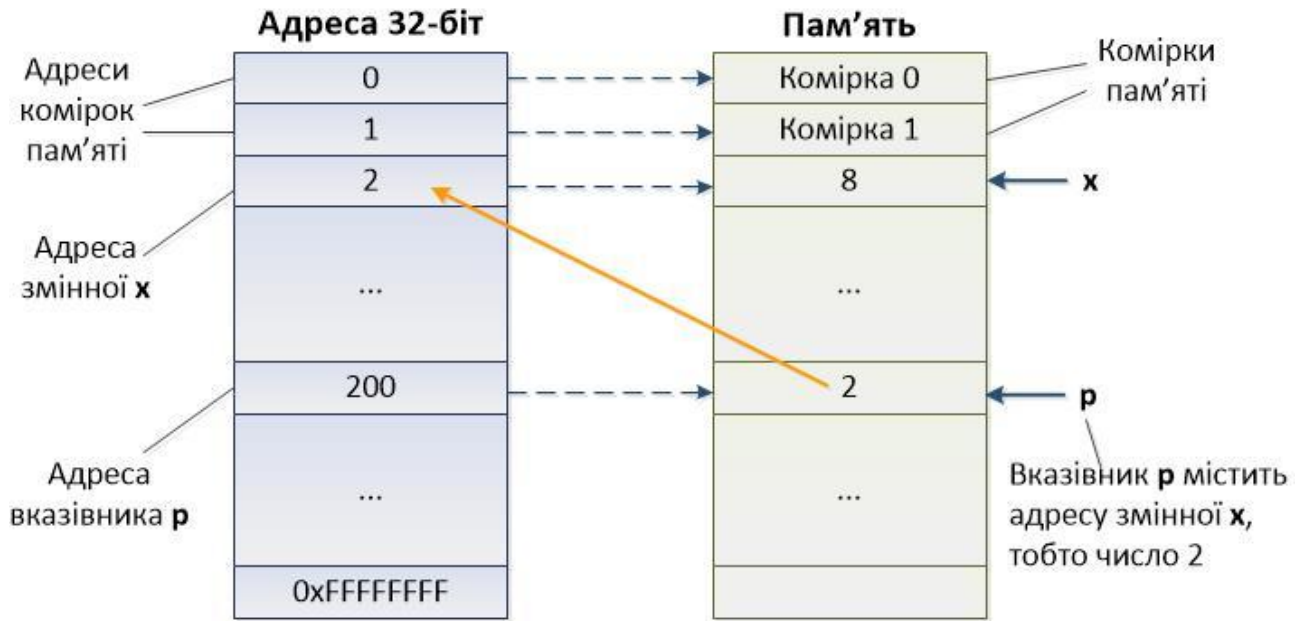 Адреса 32-біт
Пам’ять
Адреси
комірок
пам’яті
0
Комірка 0
Комірки
пам’яті
1
Комірка 1
2
8
x
Адреса
змінної x
...
...
200
2
p
Адреса
вказівника p
...
...
Вказівник p містить
адресу змінної x,
тобто число 2
0xFFFFFFFF